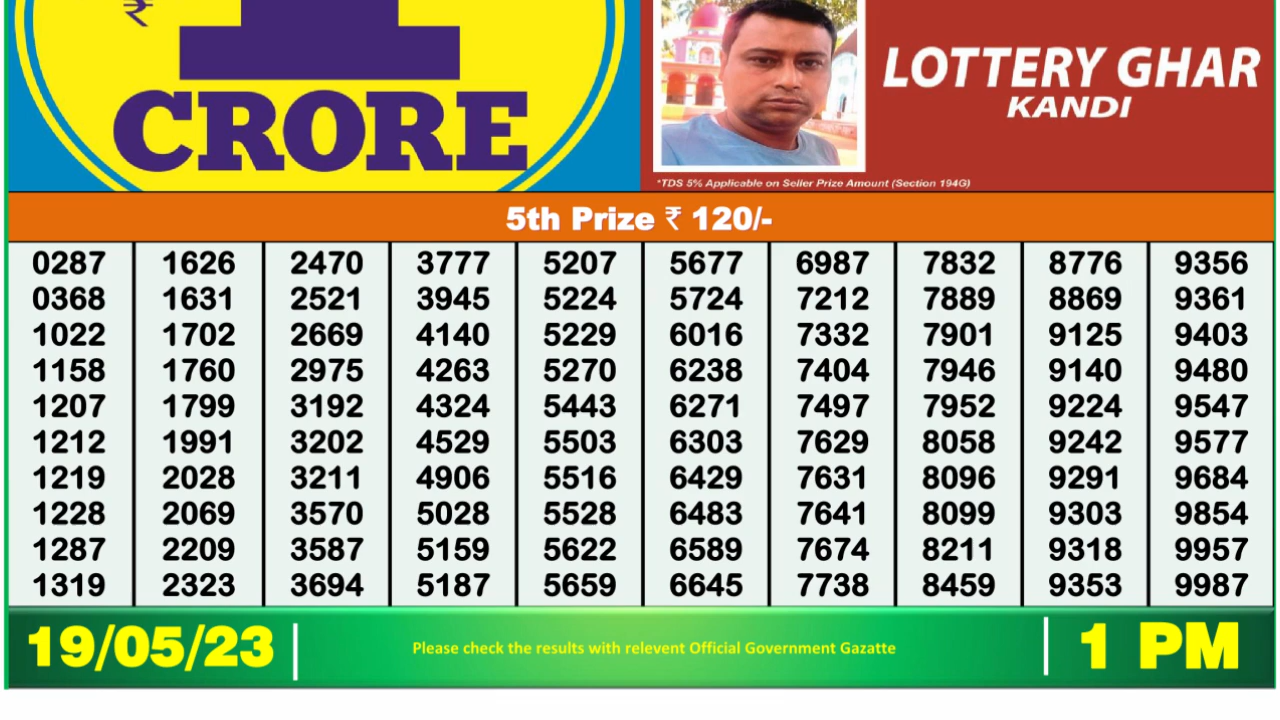 ₹
1
CRORE
LOTTERY GHAR
KANDI
*TDS 5% Applicable on Seller Prize Amount (Section 194G)
5th Prize ₹ 120/-
0287 1626 2470 3777 5207 5677 6987 7832 8776 9356
0368 1631 2521 3945 5224 5724 7212 7889 8869 9361
1022 1702 2669 4140 5229 6016 7332 7901 9125 9403
1158 1760 2975 4263 5270 6238 7404 7946 9140 9480
1207 1799 3192 4324 5443 6271 7497 7952 9224 9547
1212 1991 3202 4529 5503 6303 7629 8058 9242 9577
1219 2028 3211 4906 5516 6429 7631 8096 9291 9684
1228 2069 3570 5028 5528 6483 7641 8099 9303 9854
1287 2209 3587 5159 5622 6589 7674 8211 9318 9957
1319 2323 3694 5187 5659 6645 7738 8459 9353 9987
19/05/23 Please check the results with relevent Official Government Gazatte 1 PM